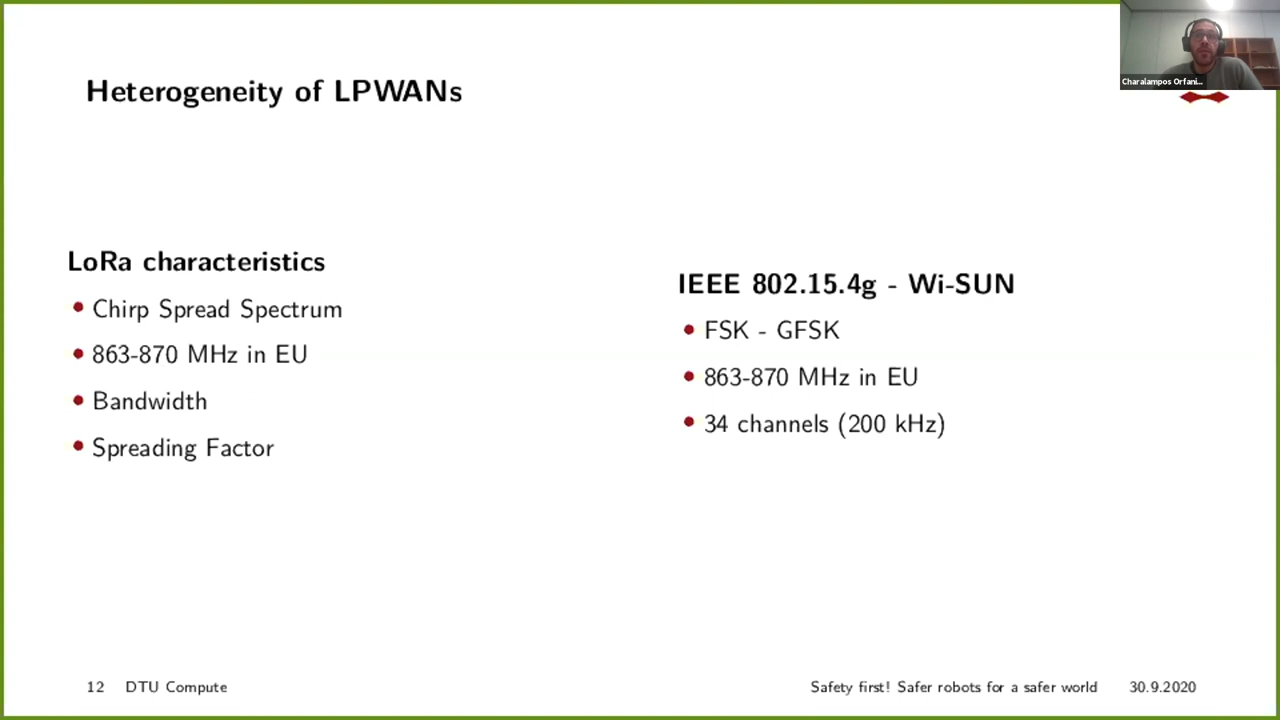 Heterogeneity of LPWANs
Charalampos Orfani...
LoRa characteristics
• Chirp Spread Spectrum
• 863-870 MHz in EU
• Bandwidth
• Spreading Factor
IEEE 802.15.4g - Wi-SUN
• FSK - GFSK
• 863-870 MHz in EU
• 34 channels (200 kHz)
12 DTU Compute
Safety first! Safer robots for a safer world 30.9.2020